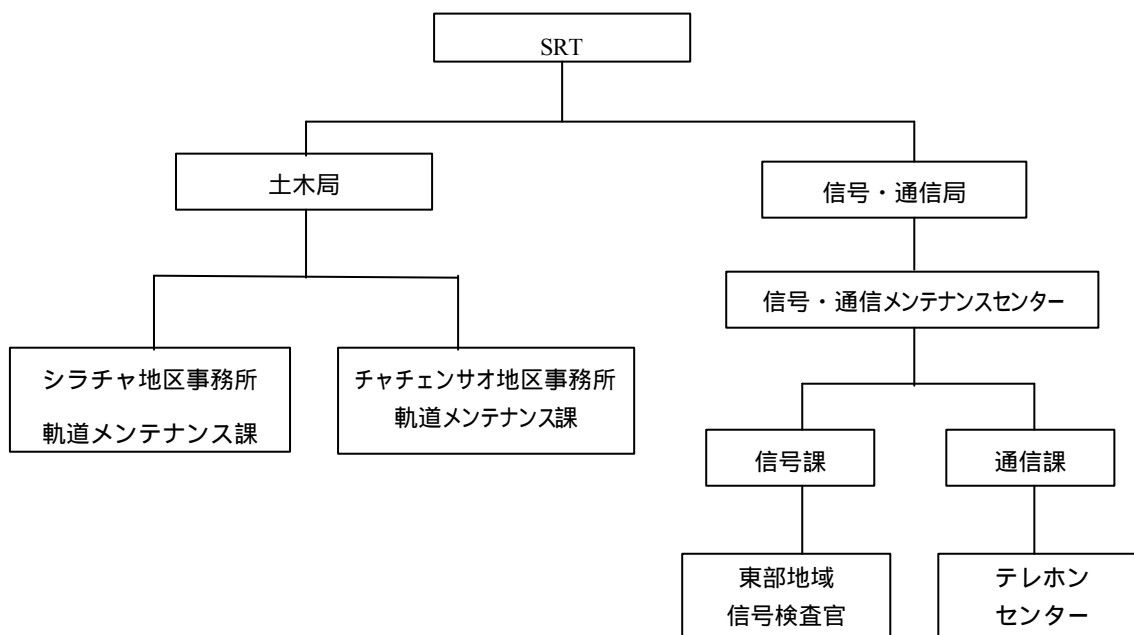 SRT
土木局
信号・通信局
信号・通信メンテナンスセンター
シラチャ地区事務所
軌道メンテナンス課
チャチェンサオ地区事務所
軌道メンテナンス課
信号課
通信課
東部地域
信号検査官
テレホン
センター